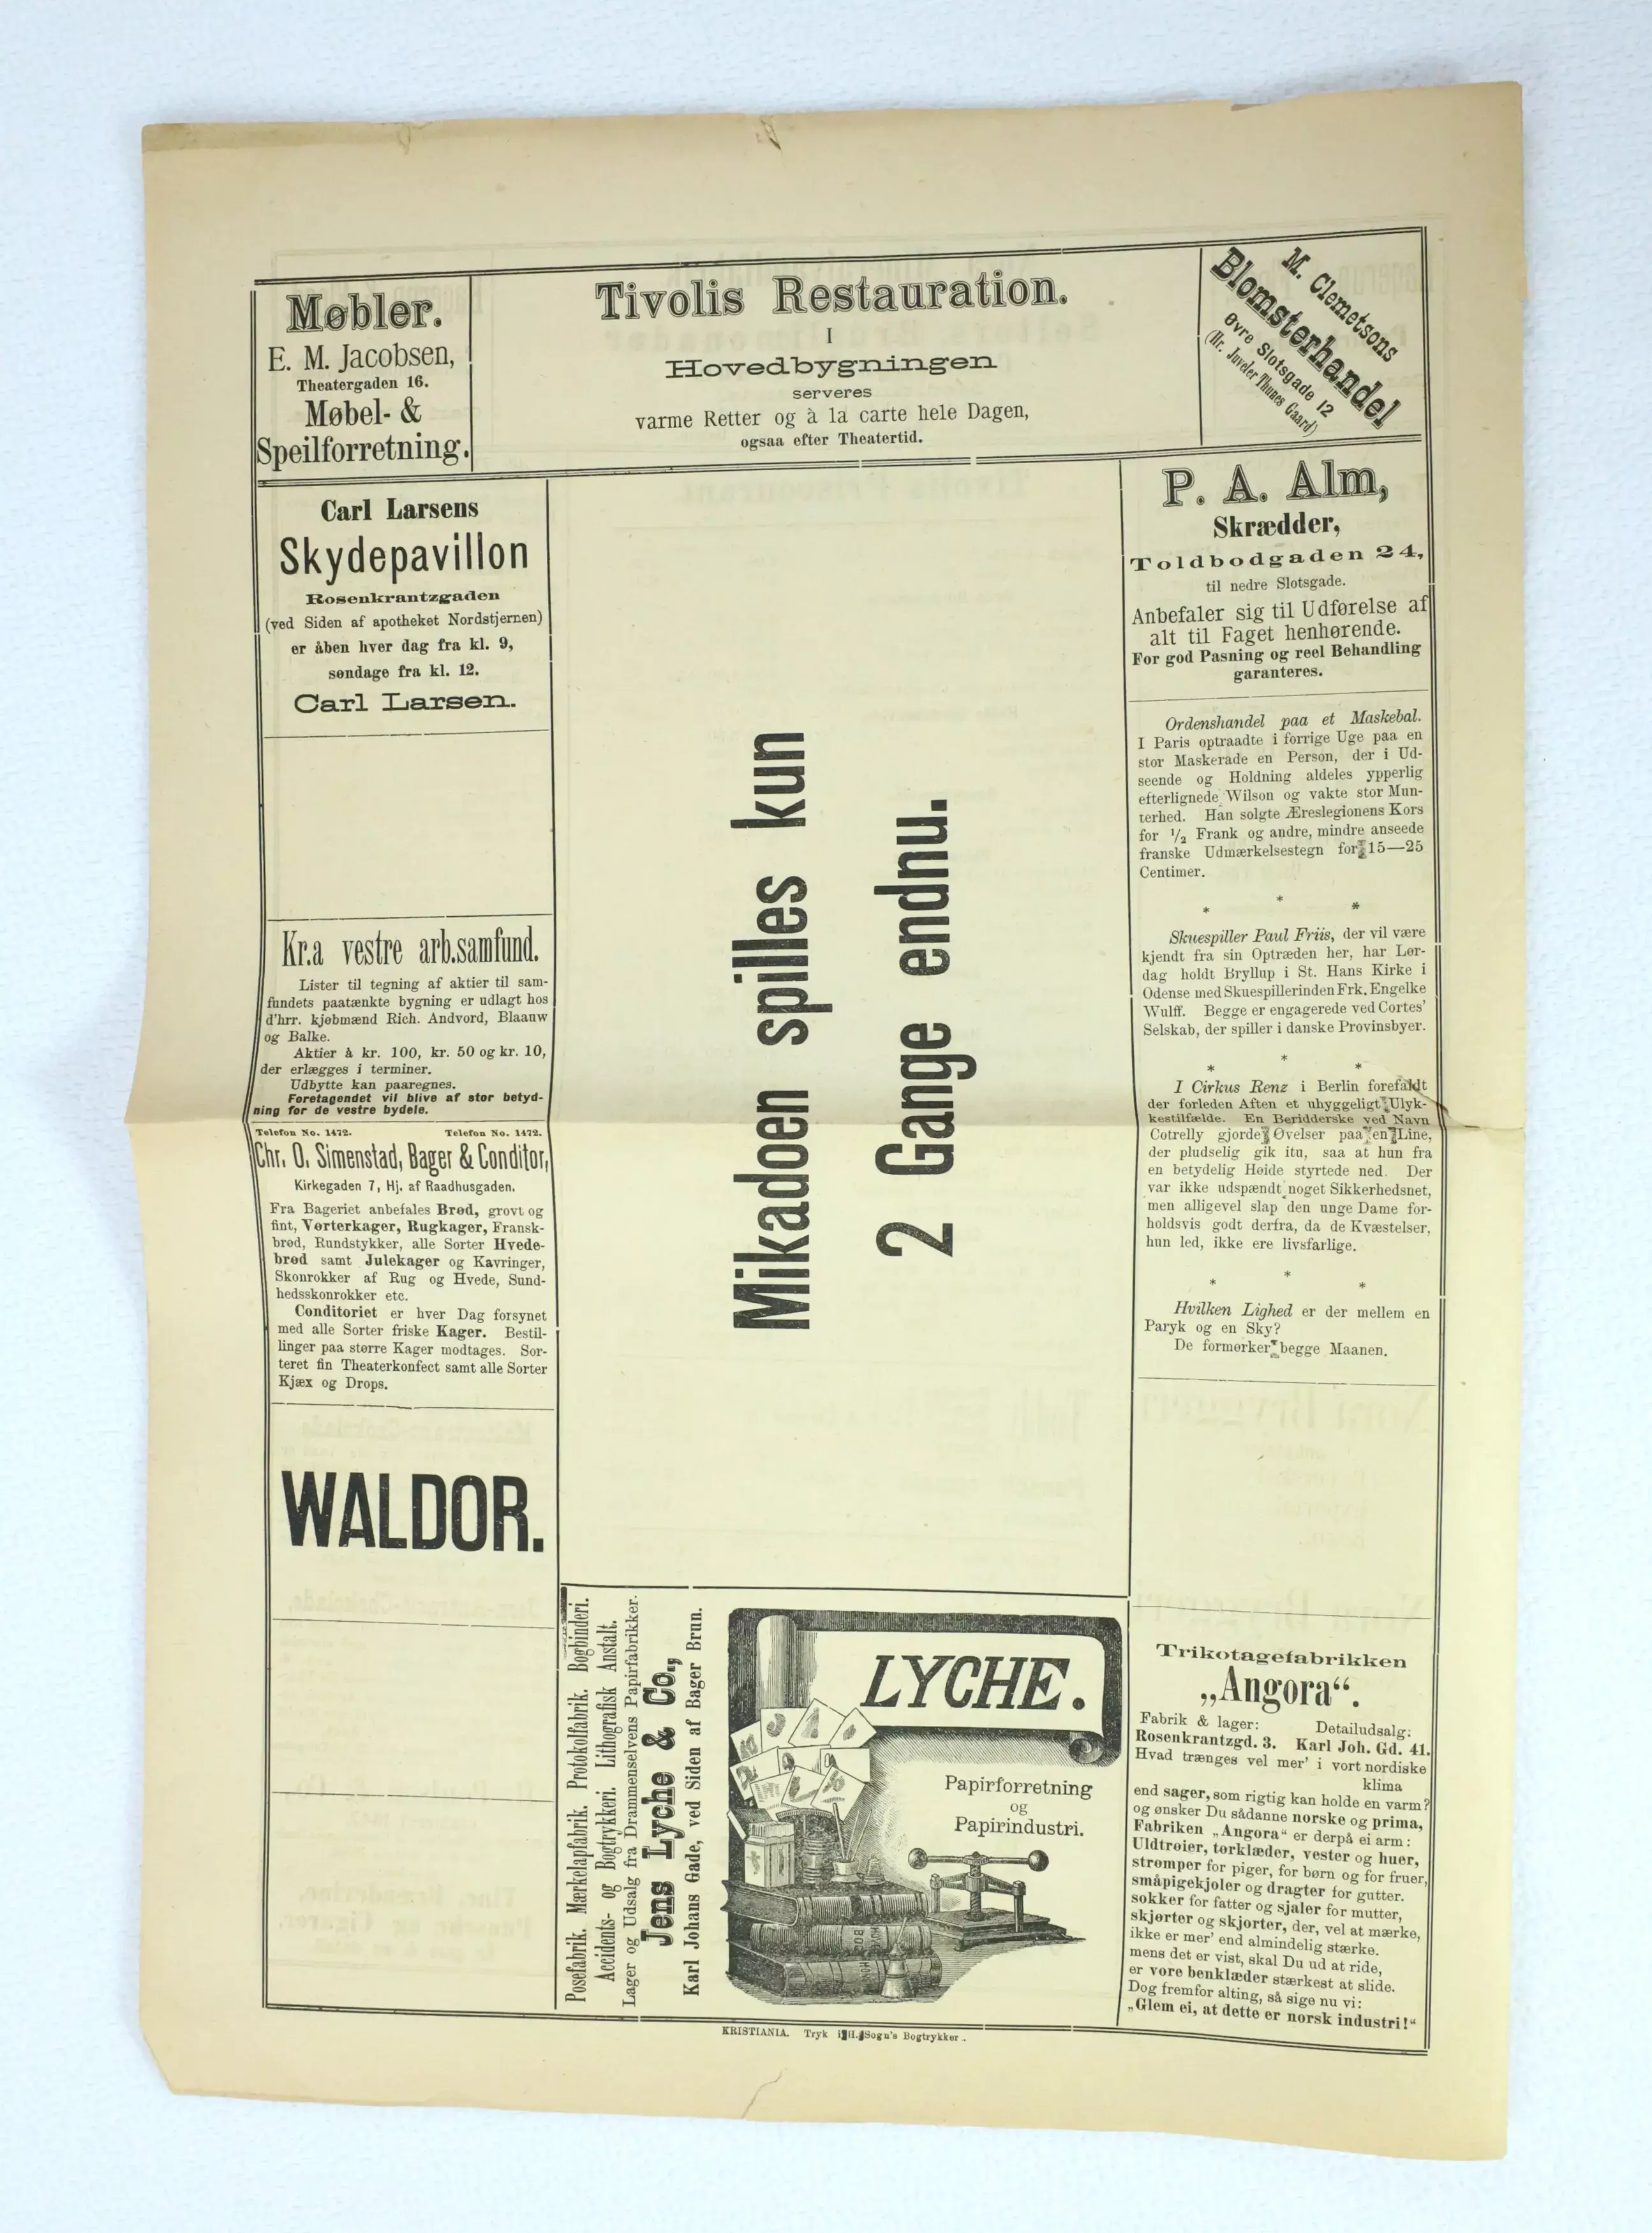 Møbler.
E. M. Jacobsen,
Theatergaden 16.
Møbel- &
Speilforretning.
Tivolis Restauration.
I
Hovedbygningen
serveres
varme Retter og à la carte hele Dagen,
ogsaa efter Theatertid.
M. Clemetsons
Blomsterhandel
Øvre Slotsgade 12
(Hr. Juveler Thunes Gaard)
Carl Larsens
Skydepavillon
Rosenkrantzgaden
(ved Siden af apotheket Nordstjernen)
er åben hver dag fra kl. 9,
søndage fra kl. 12.
Carl Larsen.
Kr.a vestre arb.samfund.
Lister til tegning af aktier til sam-
fundets paatænkte bygning er udlagt hos
d'hrr. kjøbmænd Rich. Andvord, Blaauw
og Balke.
Aktier à kr. 100, kr. 50 og kr. 10,
der erlægges i terminer.
Udbytte kan paaregnes.
Foretagendet vil blive af stor betyd-
ning for de vestre bydele.
Telefon No. 1472. Telefon No. 1472.
Chr. O. Simenstad, Bager & Conditor,
Kirkegaden 7, Hj. af Raadhusgaden.
Fra Bageriet anbefales Brød, grovt og
fint, Vørterkager, Rugkager, Fransk-
brød, Rundstykker, alle Sorter Hvede-
brød samt Julekager og Kavringer,
Skonrokker af Rug og Hvede, Sund-
hedsskonrokker etc.
Conditoriet er hver Dag forsynet
med alle Sorter friske Kager. Bestil-
linger paa større Kager modtages. Sor-
teret fin Theaterkonfect samt alle Sorter
Kjæx og Drops.
WALDOR.
Mikadoen spilles kun
2 Gange endnu.
P. A. Alm,
Skrædder,
Toldbodgaden 24,
til nedre Slotsgade.
Anbefaler sig til Udførelse af
alt til Faget henhørende.
For god Pasning og reel Behandling
garanteres.
Ordenshandel paa et Maskebal.
I Paris optraadte i forrige Uge paa en
stor Maskerade en Person, der i Ud-
seende og Holdning aldeles ypperlig
efterlignede Wilson og vakte stor Mun-
terhed. Han solgte Æreslegionens Kors
for 1/2 Frank og andre, mindre anseede
franske Udmærkelsestegn for 15—25
Centimer.
* * *
Skuespiller Paul Friis, der vil være
kjendt fra sin Optræden her, har Lør-
dag holdt Bryllup i St. Hans Kirke i
Odense med Skuespillerinden Frk. Engelke
Wulff. Begge er engagerede ved Cortes'
Selskab, der spiller i danske Provinsbyer.
* * *
I Cirkus Renz i Berlin forefaldt
der forleden Aften et uhyggeligt Ulyk-
kestilfælde. En Beridderske ved Navn
Cotrelly gjorde Øvelser paa en Line,
der pludselig gik itu, saa at hun fra
en betydelig Høide styrtede ned. Der
var ikke udspændt noget Sikkerhedsnet,
men alligevel slap den unge Dame for-
holdsvis godt derfra, da de Kvæstelser,
hun led, ikke ere livsfarlige.
* * *
Hvilken Lighed er der mellem en
Paryk og en Sky?
De formørker begge Maanen.
Posefabrik. Mærkelapfabrik. Protokolfabrik. Bogbinderi.
Accidents- og Bogtrykkeri. Lithografisk Anstalt.
Lager og Udsalg fra Drammenselvens Papirfabrikker.
Jens Lyche & Co.,
Karl Johans Gade, ved Siden af Bager Brun.
LYCHE.
Papirforretning
og
Papirindustri.
Trikotagefabrikken
„Angora“.
Fabrik & lager: Detailudsalg:
Rosenkrantzgd. 3. Karl Joh. Gd. 41.
Hvad trænges vel mer' i vort nordiske
klima
end sager, som rigtig kan holde en varm?
og ønsker Du sådanne norske og prima,
Fabriken „Angora“ er derpå ei arm:
Uldtrøier, tørklæder, vester og huer,
strømper for piger, for børn og for fruer,
småpigekjoler og dragter for gutter.
sokker for fatter og sjaler for mutter,
skjørter og skjorter, der, vel at mærke,
ikke er mer' end almindelig stærke.
mens det er vist, skal Du ud at ride,
er vore benklæder stærkest at slide.
Dog fremfor alting, så sige nu vi:
„Glem ei, at dette er norsk industri!“
KRISTIANIA. Tryk i H. Sogn's Bogtrykker .